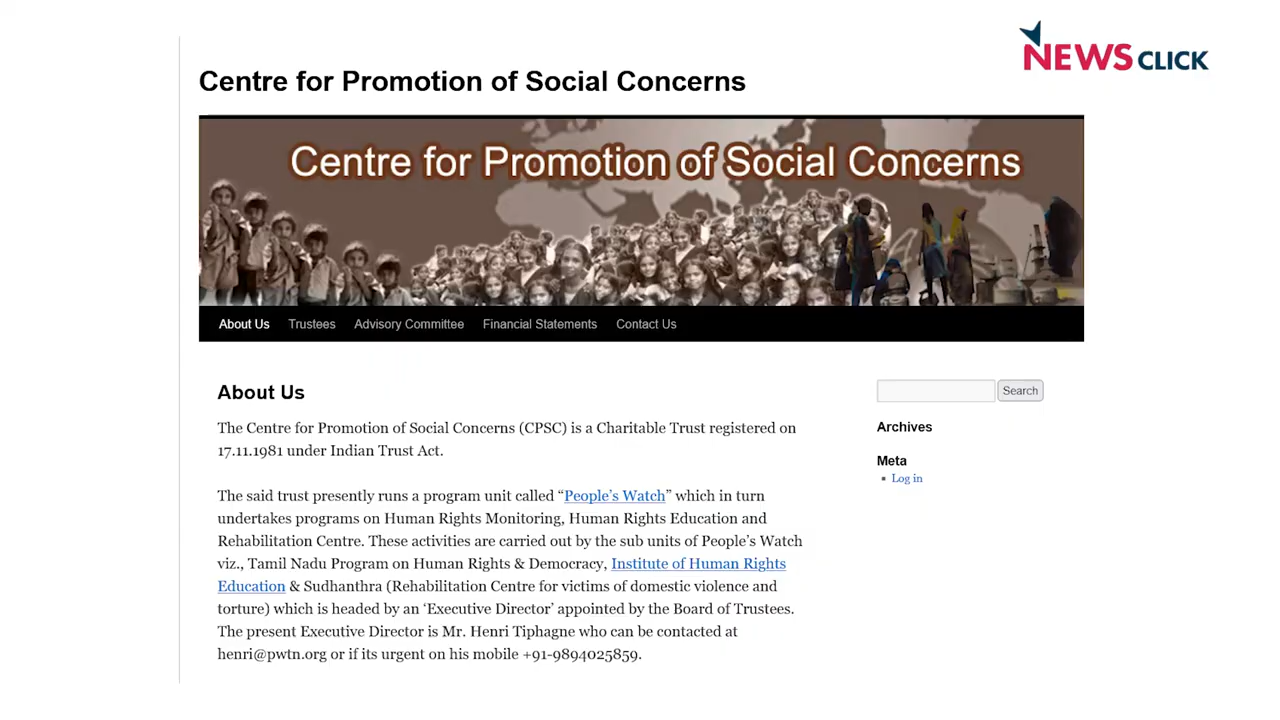 NEWSCLICK
Centre for Promotion of Social Concerns
Centre for Promotion of Social Concerns
About Us Trustees Advisory Committee Financial Statements Contact Us
About Us
The Centre for Promotion of Social Concerns (CPSC) is a Charitable Trust registered on
17.11.1981 under Indian Trust Act.
The said trust presently runs a program unit called “People’s Watch” which in turn
undertakes programs on Human Rights Monitoring, Human Rights Education and
Rehabilitation Centre. These activities are carried out by the sub units of People’s Watch
viz., Tamil Nadu Program on Human Rights & Democracy, Institute of Human Rights
Education & Sudhanthra (Rehabilitation Centre for victims of domestic violence and
torture) which is headed by an ‘Executive Director’ appointed by the Board of Trustees.
The present Executive Director is Mr. Henri Tiphagne who can be contacted at
henri@pwtn.org or if its urgent on his mobile +91-9894025859.
Search
Archives
Meta
Log in